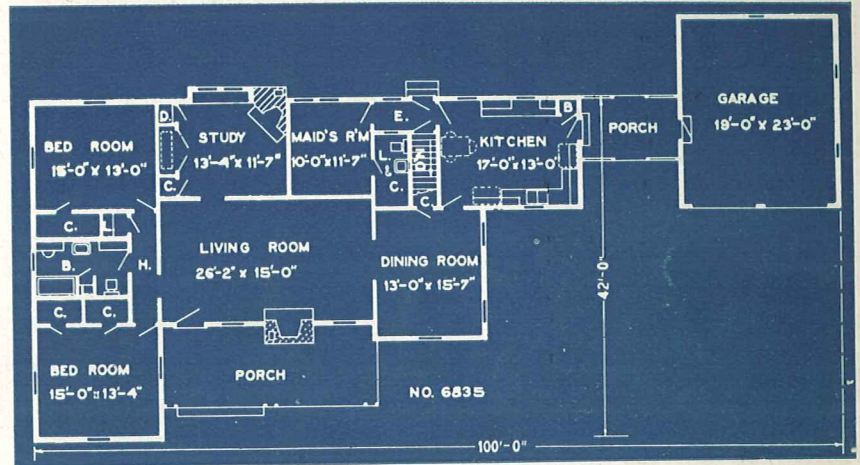 GARAGE
19'-0" X 23'-0"
PORCH
B
KITCHEN
17'-0" X 13'-0"
E.
MAID'S R'M
10'-0" X 11'-7"
L.
&
C.
C.
D.
STUDY
13'-4" X 11'-7"
C.
BED ROOM
15'-0" X 13'-0"
C.
L.
B.
H.
C.
C.
LIVING ROOM
26'-2" X 15'-0"
DINING ROOM
13'-0" X 15'-7"
42'-0"
BED ROOM
15'-0" X 13'-4"
PORCH
NO. 6835
100'-0"